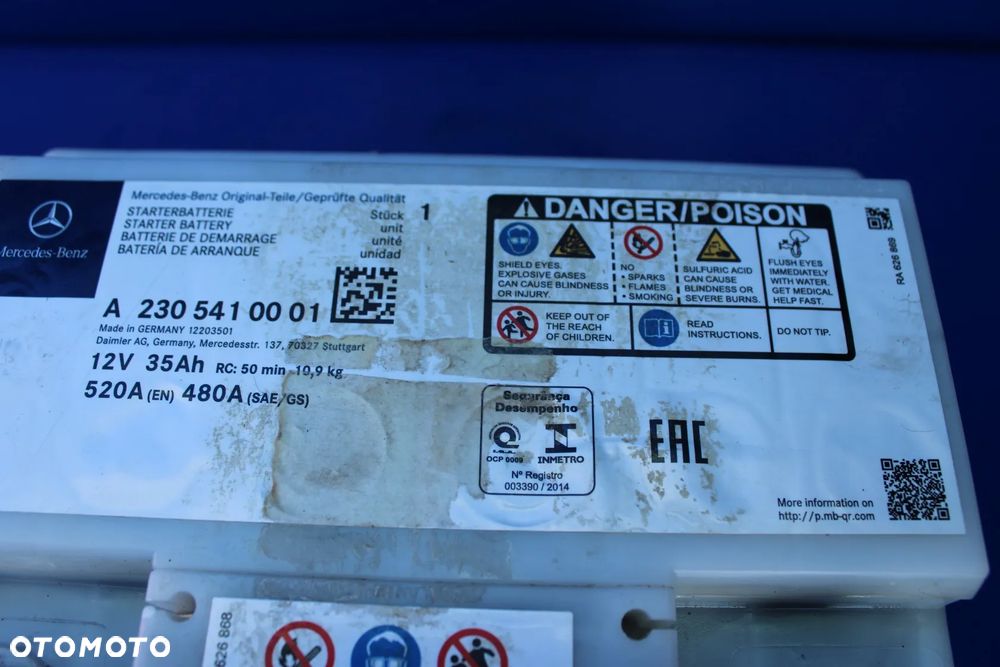 Mercedes-Benz
Mercedes-Benz Original-Teile/Geprüfte Qualität
STARTERBATTERIE Stück 1
STARTER BATTERY unit
BATTERIE DE DEMARRAGE unité
BATERÍA DE ARRANQUE unidad
A 230 541 00 01
Made in GERMANY 12203501
Daimler AG, Germany, Mercedesstr. 137, 70327 Stuttgart
12V 35Ah RC: 50 min 10,9 kg
520A (EN) 480A (SAE/GS)
DANGER/POISON
SHIELD EYES.
EXPLOSIVE GASES
CAN CAUSE BLINDNESS
OR INJURY.
NO
• SPARKS
• FLAMES
• SMOKING
SULFURIC ACID
CAN CAUSE
BLINDNESS OR
SEVERE BURNS.
FLUSH EYES
IMMEDIATELY
WITH WATER.
GET MEDICAL
HELP FAST.
KEEP OUT OF
THE REACH
OF CHILDREN.
READ
INSTRUCTIONS.
DO NOT TIP.
RA 626 869
Segurança
Desempenho
OCP 0009 INMETRO
Nº Registro
003390 / 2014
EAC
More information on
http://p.mb-qr.com
626 868
OTOMOTO